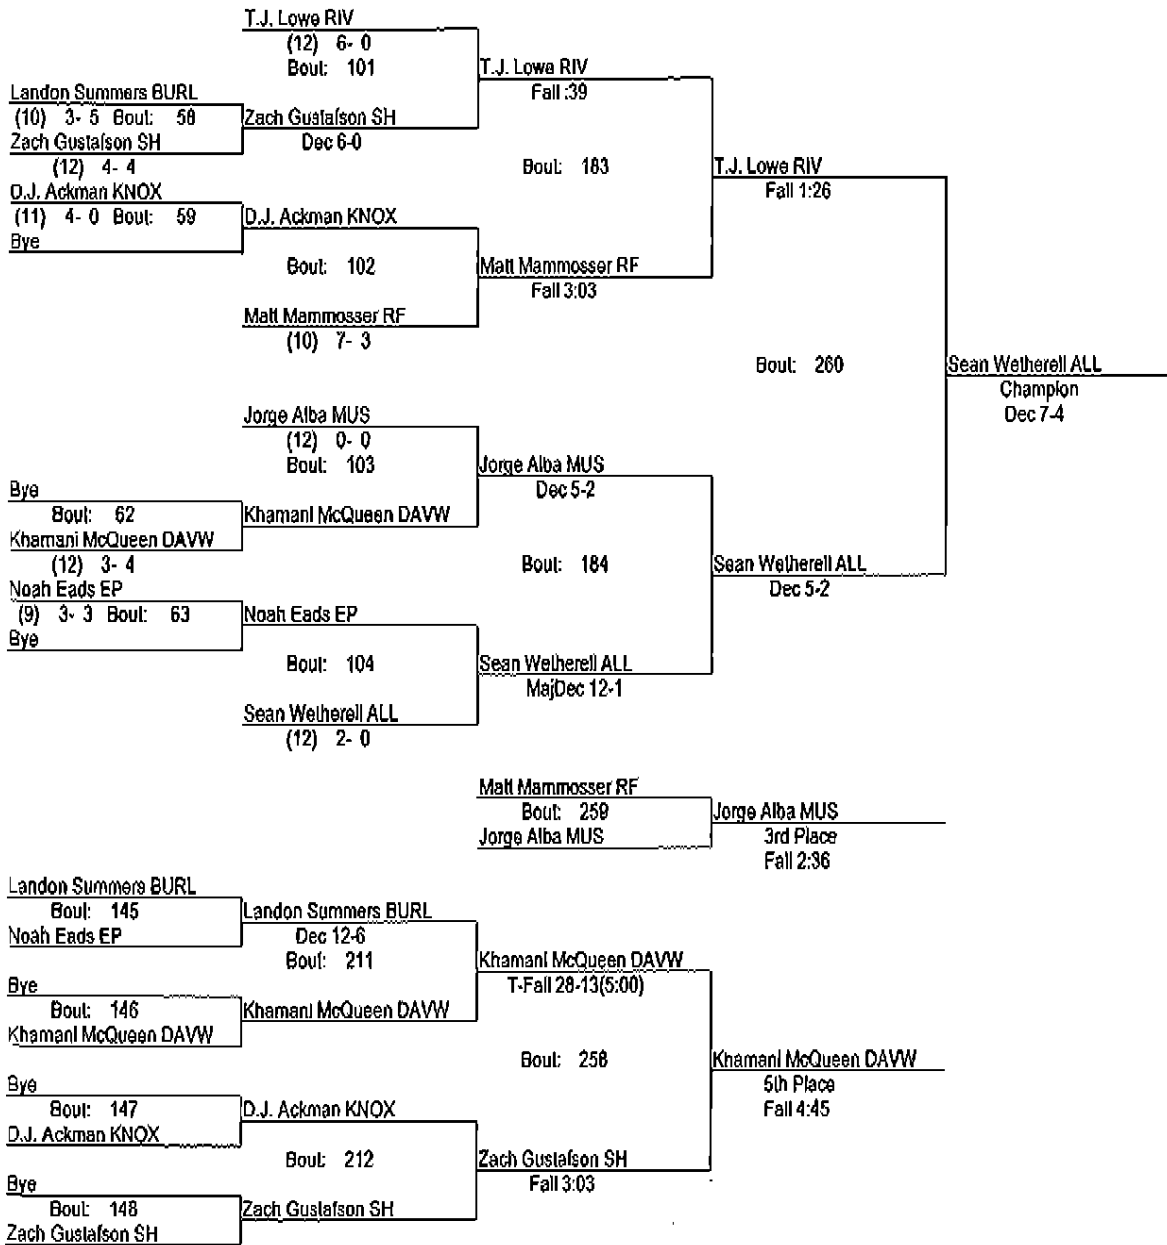 T.J. Lowe RIV
(12) 6- 0
Bout: 101
T.J. Lowe RIV
Fall :39
Landon Summers BURL
(10) 3- 5 Bout: 58
Zach Gustafson SH
Dec 6-0
Zach Gustafson SH
(12) 4- 4
Bout: 183
T.J. Lowe RIV
Fall 1:26
D.J. Ackman KNOX
(11) 4- 0 Bout: 59
D.J. Ackman KNOX
Bye
Bout: 102
Matt Mammosser RF
Fall 3:03
Matt Mammosser RF
(10) 7- 3
Bout: 260
Sean Wetherell ALL
Champion
Dec 7-4
Jorge Alba MUS
(12) 0- 0
Bout: 103
Jorge Alba MUS
Dec 5-2
Bye
Bout: 62
Khamani McQueen DAVW
Khamani McQueen DAVW
(12) 3- 4
Bout: 184
Sean Wetherell ALL
Dec 5-2
Noah Eads EP
(9) 3- 3 Bout: 63
Noah Eads EP
Bye
Bout: 104
Sean Wetherell ALL
MajDec 12-1
Sean Wetherell ALL
(12) 2- 0
Matt Mammosser RF
Bout: 259
Jorge Alba MUS
Jorge Alba MUS
3rd Place
Fall 2:36
Landon Summers BURL
Bout: 145
Noah Eads EP
Landon Summers BURL
Dec 12-6
Bout: 211
Khamani McQueen DAVW
T-Fall 28-13(5:00)
Bye
Bout: 146
Khamani McQueen DAVW
Khamani McQueen DAVW
Bout: 258
Khamani McQueen DAVW
5th Place
Fall 4:45
Bye
Bout: 147
D.J. Ackman KNOX
D.J. Ackman KNOX
Bout: 212
Zach Gustafson SH
Fall 3:03
Bye
Bout: 148
Zach Gustafson SH
Zach Gustafson SH